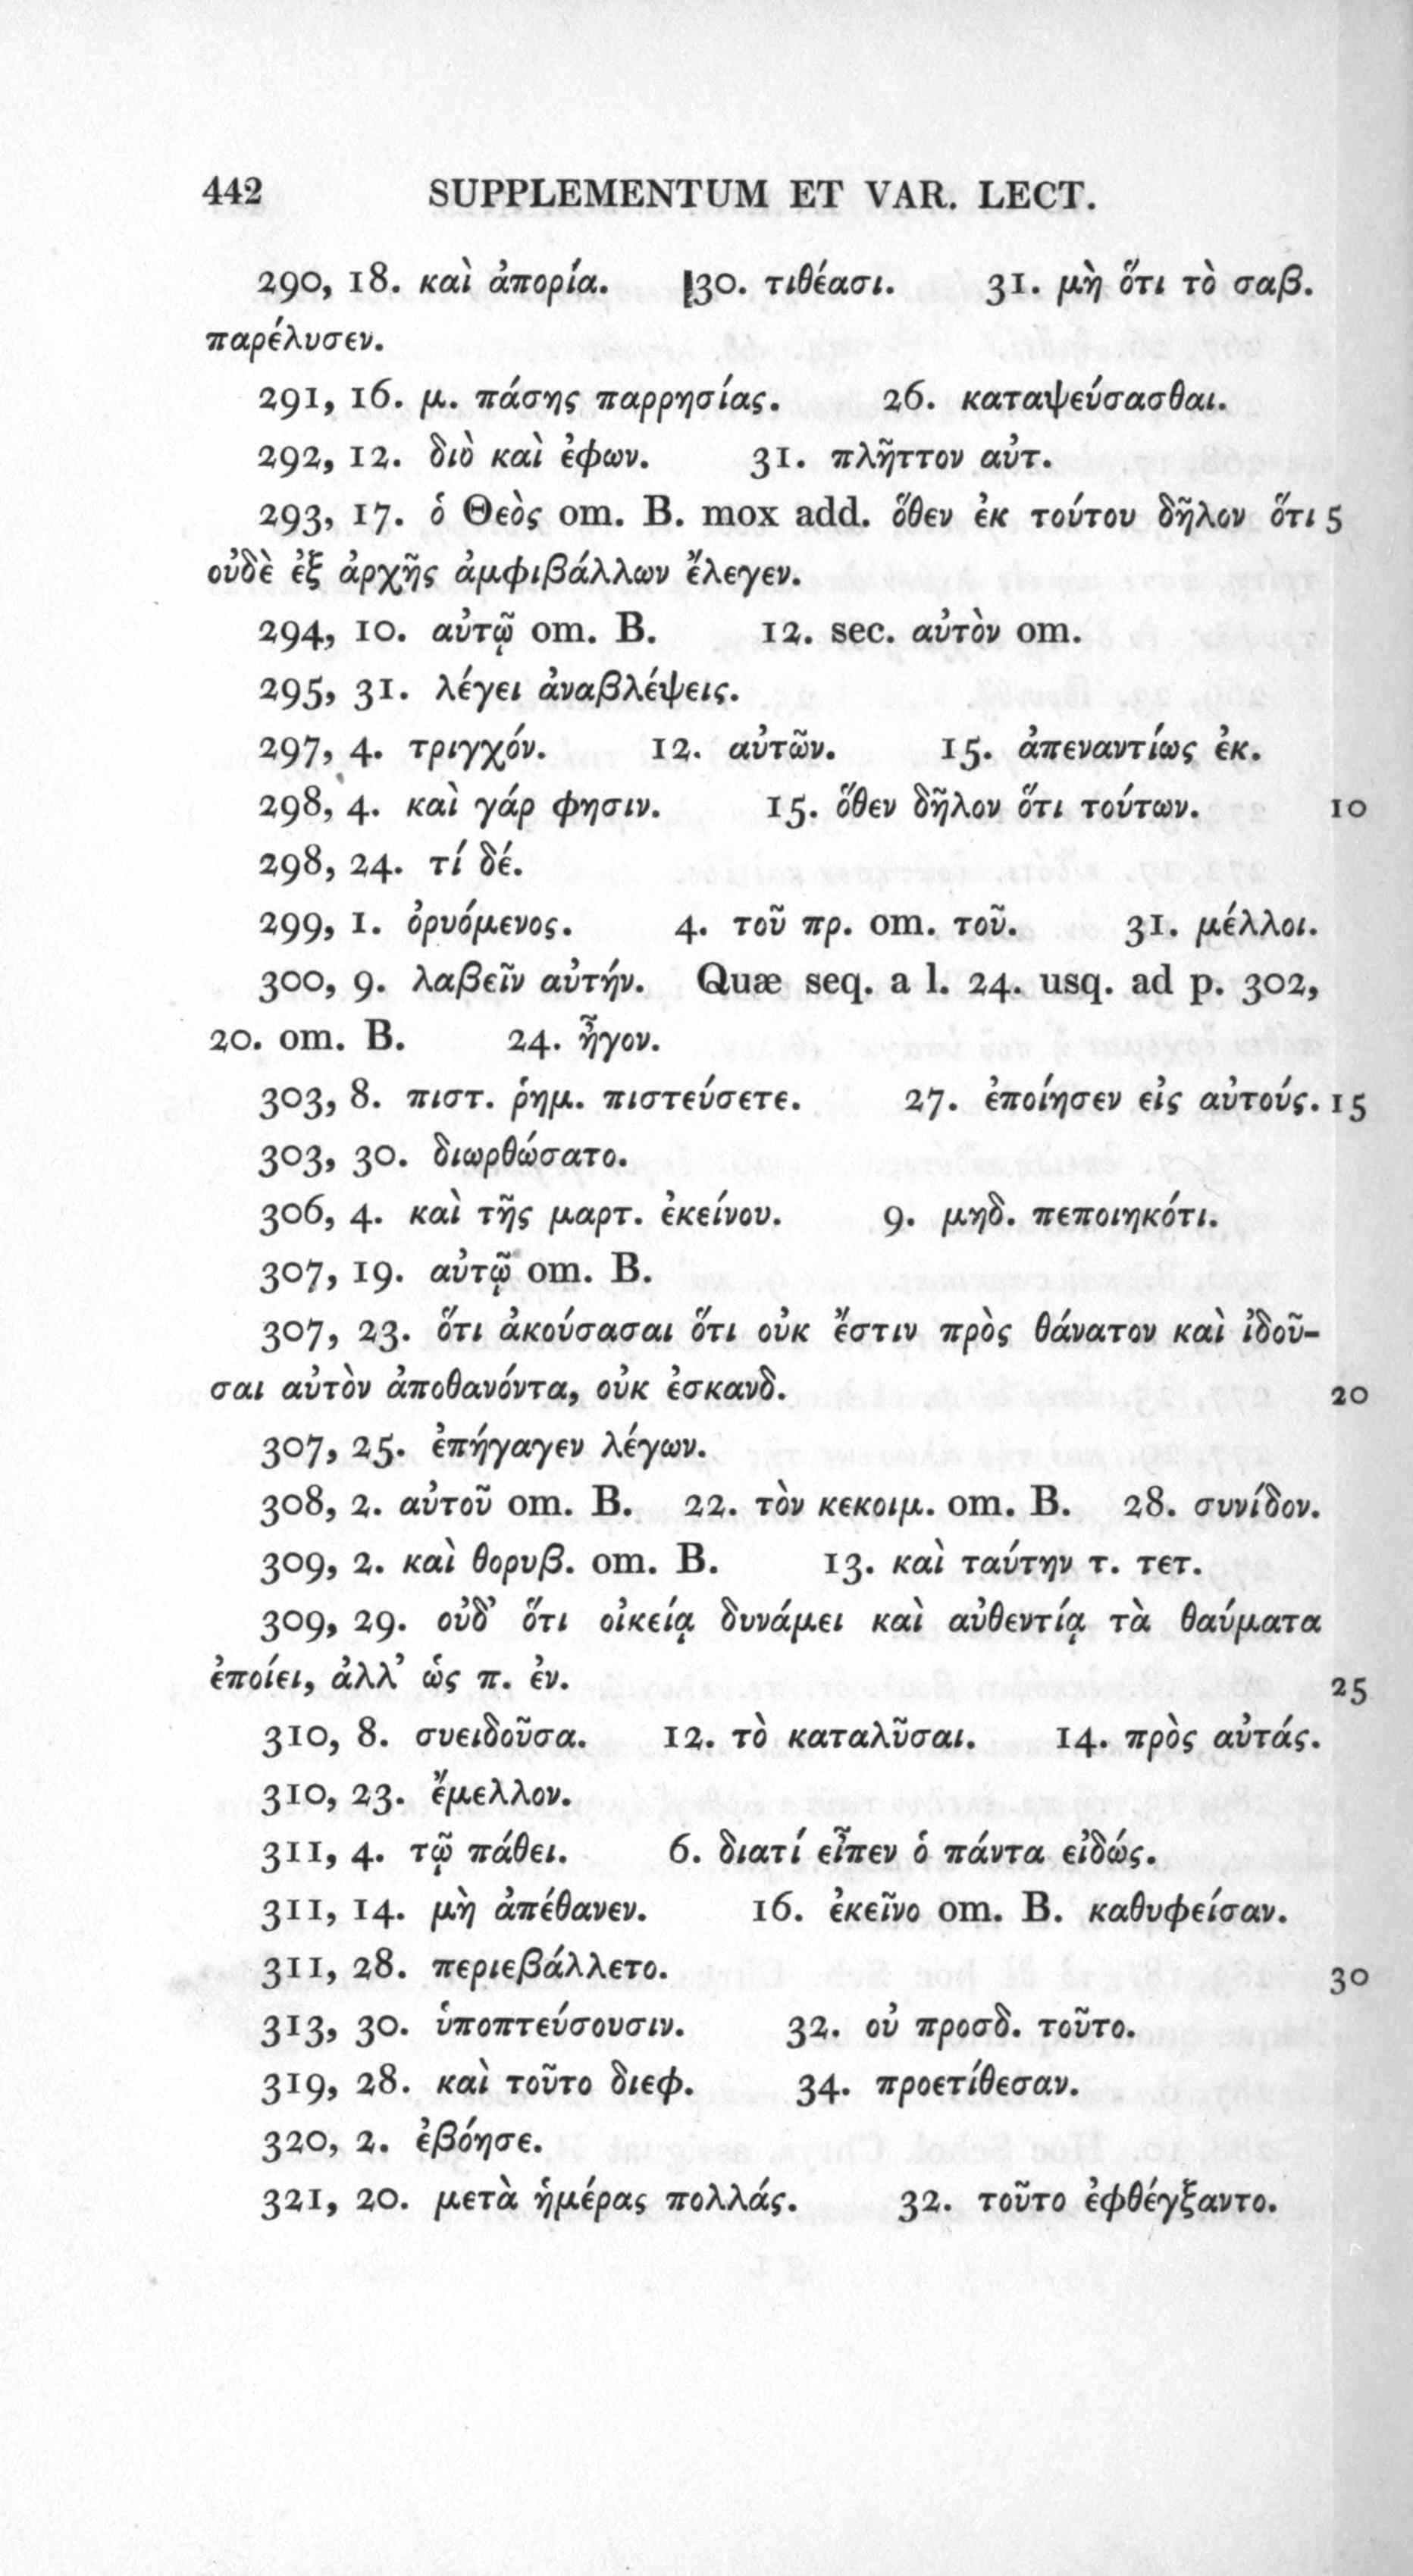 442 SUPPLEMENTUM ET VAR. LECT.
290, 18. καὶ ἀπορία. 30. τιθέασι. 31. μὴ ὅτι τὸ σαβ.
παρέλυσεν.
291, 16. μ. πάσης παρρησίας. 26. καταψεύσασθαι.
292, 12. διὸ καὶ ἐφων. 31. πλῆττον αὐτ.
293, 17. ὁ Θεὸς om. B. mox add. ὅθεν ἐκ τούτου δῆλον ὅτι 5
οὐδὲ ἐξ ἀρχῆς ἀμφιβάλλων ἔλεγεν.
294, 10. αὐτῷ om. B. 12. sec. αὐτὸν om.
295, 31. λέγει ἀναβλέψεις.
297, 4. τριγχόν. 12. αὐτῶν. 15. ἀπεναντίως ἐκ.
298, 4. καὶ γάρ φησιν. 15. ὅθεν δῆλον ὅτι τούτων. 10
298, 24. τί δέ.
299, 1. ὀρυόμενος. 4. τοῦ πρ. om. τοῦ. 31. μέλλοι.
300, 9. λαβεῖν αὐτήν. Quæ seq. a l. 24. usq. ad p. 302,
20. om. B. 24. ἦγον.
303, 8. πιστ. ῥημ. πιστεύσετε. 27. ἐποίησεν εἰς αὐτούς. 15
303, 30. διωρθώσατο.
306, 4. καὶ τῆς μαρτ. ἐκείνου. 9. μηδ. πεποιηκότι.
307, 19. αὐτῷ om. B.
307, 23. ὅτι ἀκούσασαι ὅτι οὐκ ἔστιν πρὸς θάνατον καὶ ἰδοῦ-
σαι αὐτὸν ἀποθανόντα, οὐκ ἐσκανδ. 20
307, 25. ἐπήγαγεν λέγων.
308, 2. αὐτοῦ om. B. 22. τὸν κεκοιμ. om. B. 28. συνίδον.
309, 2. καὶ θορυβ. om. B. 13. καὶ ταύτην τ. τετ.
309, 29. οὐδ' ὅτι οἰκείᾳ δυνάμει καὶ αὐθεντίᾳ τὰ θαύματα
ἐποίει, ἀλλ' ὡς π. ἐν. 25
310, 8. συειδοῦσα. 12. τὸ καταλῦσαι. 14. πρὸς αὐτάς.
310, 23. ἔμελλον.
311, 4. τῷ πάθει. 6. διατί εἶπεν ὁ πάντα εἰδώς.
311, 14. μὴ ἀπέθανεν. 16. ἐκεῖνο om. B. καθυφείσαν.
311, 28. περιεβάλλετο. 30
313, 30. ὑποπτεύσουσιν. 32. οὐ προσδ. τοῦτο.
319, 28. καὶ τοῦτο διεφ. 34. προετίθεσαν.
320, 2. ἐβόησε.
321, 20. μετὰ ἡμέρας πολλάς. 32. τοῦτο ἐφθέγξαντο.